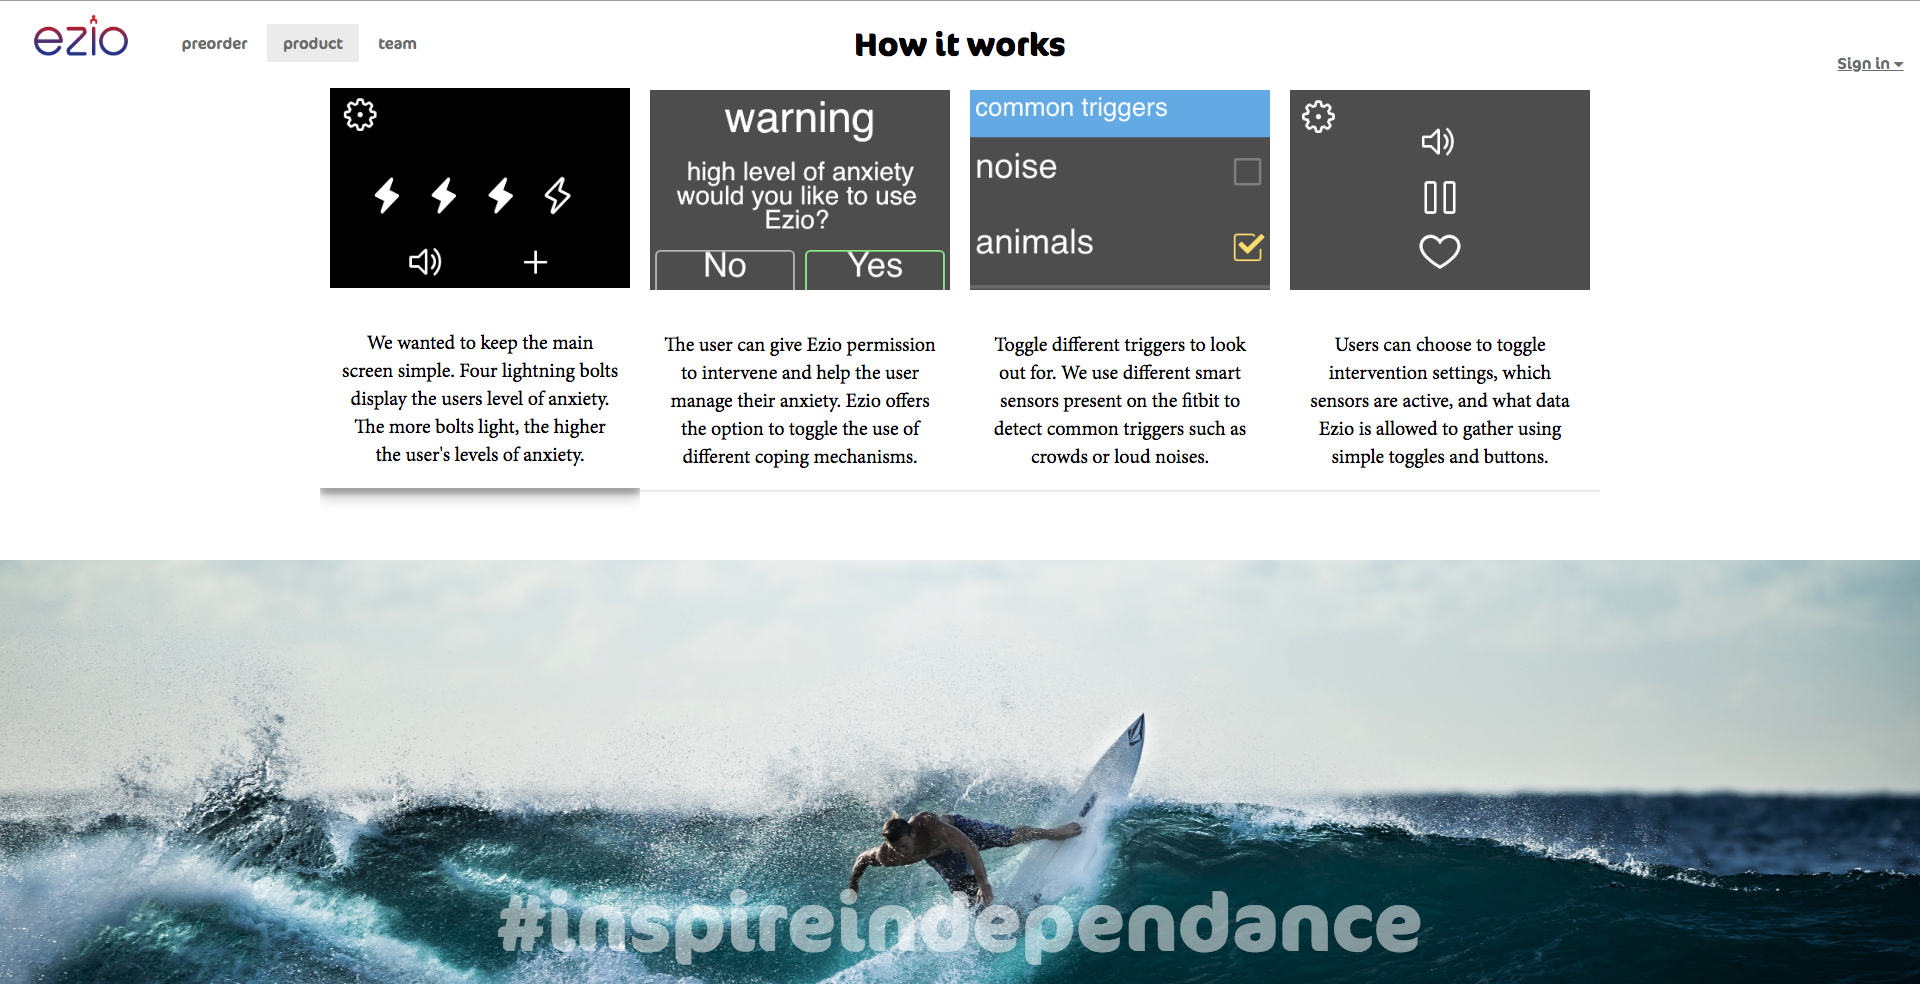 ezio
preorder
product
team
How it works
Sign in
warning
high level of anxiety
would you like to use
Ezio?
No
Yes
common triggers
noise
animals
We wanted to keep the main
screen simple. Four lightning bolts
display the users level of anxiety.
The more bolts light, the higher
the user's levels of anxiety.
The user can give Ezio permission
to intervene and help the user
manage their anxiety. Ezio offers
the option to toggle the use of
different coping mechanisms.
Toggle different triggers to look
out for. We use different smart
sensors present on the fitbit to
detect common triggers such as
crowds or loud noises.
Users can choose to toggle
intervention settings, which
sensors are active, and what data
Ezio is allowed to gather using
simple toggles and buttons.
#inspireindependance